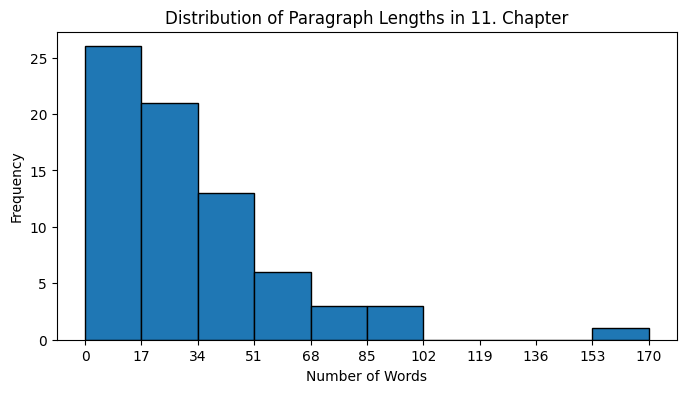 Distribution of Paragraph Lengths in 11. Chapter
Frequency
25
20
15
10
5
0
0 17 34 51 68 85 102 119 136 153 170
Number of Words